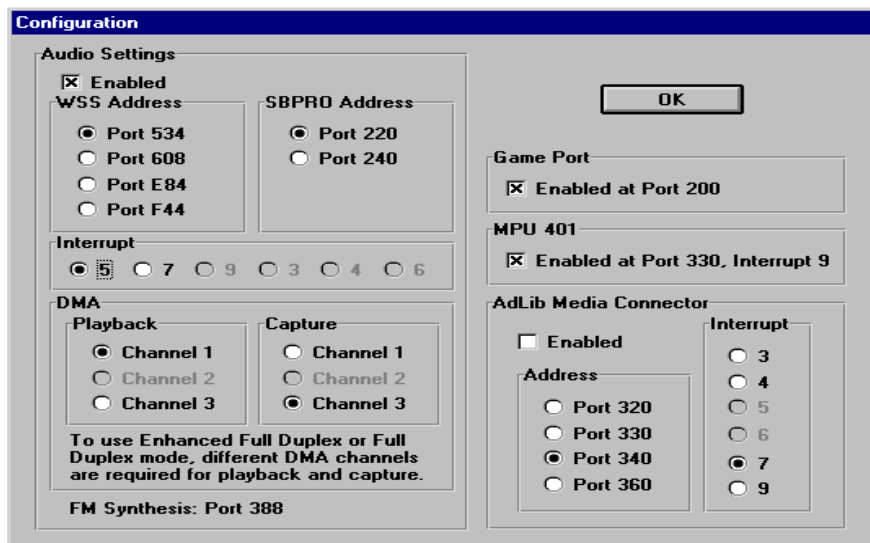 Configuration
Audio Settings
Enabled
WSS Address
Port 534
Port 608
Port E84
Port F44
SBPRO Address
Port 220
Port 240
Interrupt
5 7 9 3 4 6
DMA
Playback
Channel 1
Channel 2
Channel 3
Capture
Channel 1
Channel 2
Channel 3
To use Enhanced Full Duplex or Full
Duplex mode, different DMA channels
are required for playback and capture.
FM Synthesis: Port 388
OK
Game Port
Enabled at Port 200
MPU 401
Enabled at Port 330, Interrupt 9
AdLib Media Connector
Enabled
Address
Port 320
Port 330
Port 340
Port 360
Interrupt
3
4
5
6
7
9